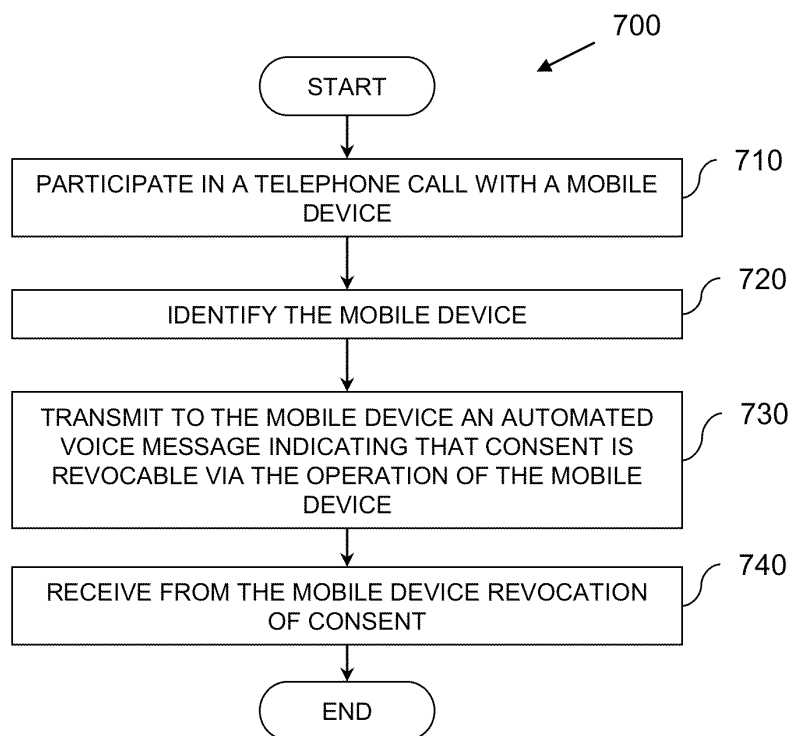 700
START
710
PARTICIPATE IN A TELEPHONE CALL WITH A MOBILE
DEVICE
720
IDENTIFY THE MOBILE DEVICE
730
TRANSMIT TO THE MOBILE DEVICE AN AUTOMATED
VOICE MESSAGE INDICATING THAT CONSENT IS
REVOCABLE VIA THE OPERATION OF THE MOBILE
DEVICE
740
RECEIVE FROM THE MOBILE DEVICE REVOCATION
OF CONSENT
END